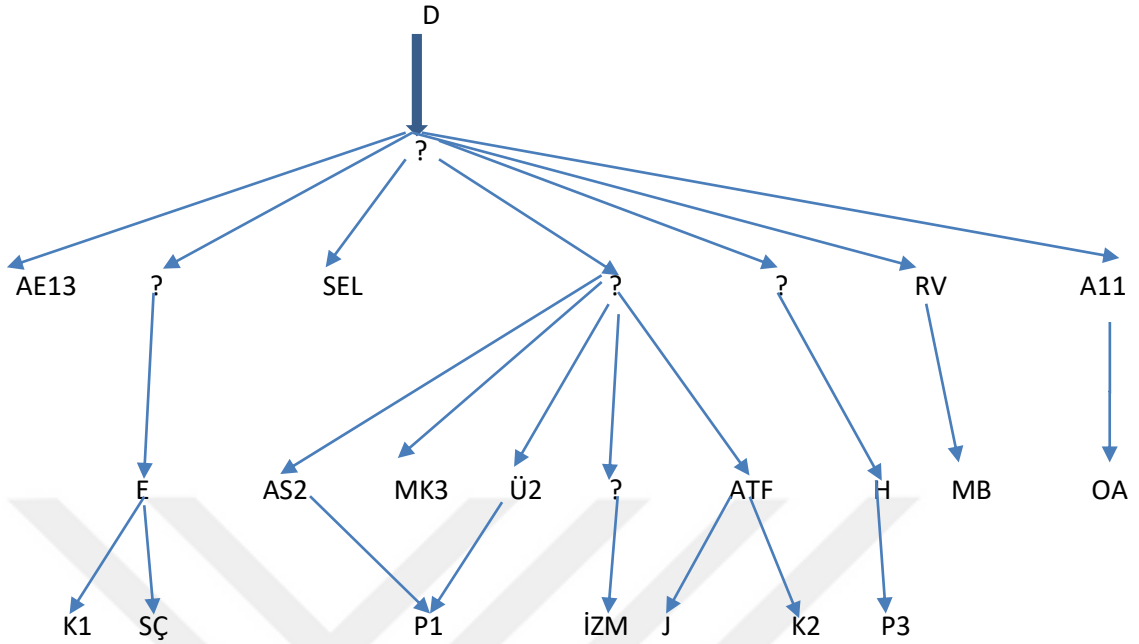 D
?
AE13 ? SEL ? ? RV A11
E AS2 MK3 Ü2 ? ATF H MB OA
K1 SÇ P1 İZM J K2 P3